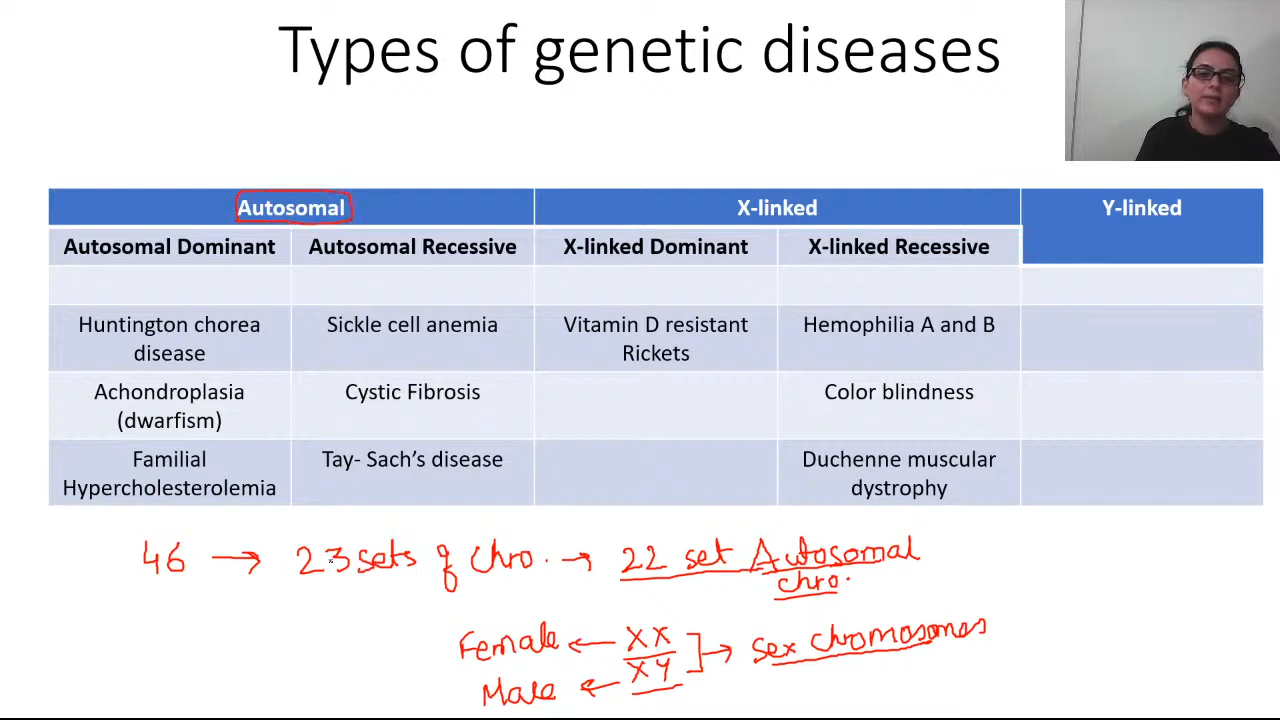 Types of genetic diseases
Autosomal X-linked Y-linked
Autosomal Dominant Autosomal Recessive X-linked Dominant X-linked Recessive
Huntington chorea disease Sickle cell anemia Vitamin D resistant Rickets Hemophilia A and B
Achondroplasia (dwarfism) Cystic Fibrosis Color blindness
Familial Hypercholesterolemia Tay- Sach's disease Duchenne muscular dystrophy
46 → 23 sets of chro. → 22 set Autosomal
chro.
Female ← XX
XY → sex chromosomes
Male ←